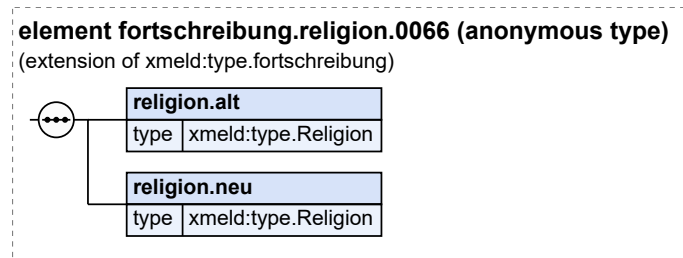 element fortschreibung.religion.0066 (anonymous type)
(extension of xmeld:type.fortschreibung)
religion.alt
type xmeld:type.Religion
religion.neu
type xmeld:type.Religion